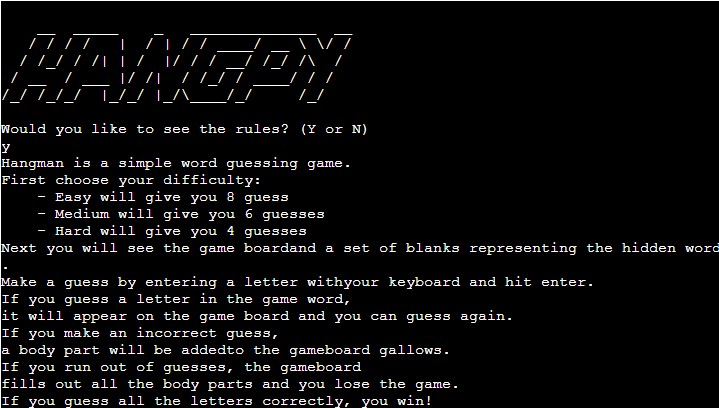 HANGPY
Would you like to see the rules? (Y or N)
y
Hangman is a simple word guessing game.
First choose your difficulty:
- Easy will give you 8 guess
- Medium will give you 6 guesses
- Hard will give you 4 guesses
Next you will see the game boardand a set of blanks representing the hidden word
.
Make a guess by entering a letter withyour keyboard and hit enter.
If you guess a letter in the game word,
it will appear on the game board and you can guess again.
If you make an incorrect guess,
a body part will be addedto the gameboard gallows.
If you run out of guesses, the gameboard
fills out all the body parts and you lose the game.
If you guess all the letters correctly, you win!